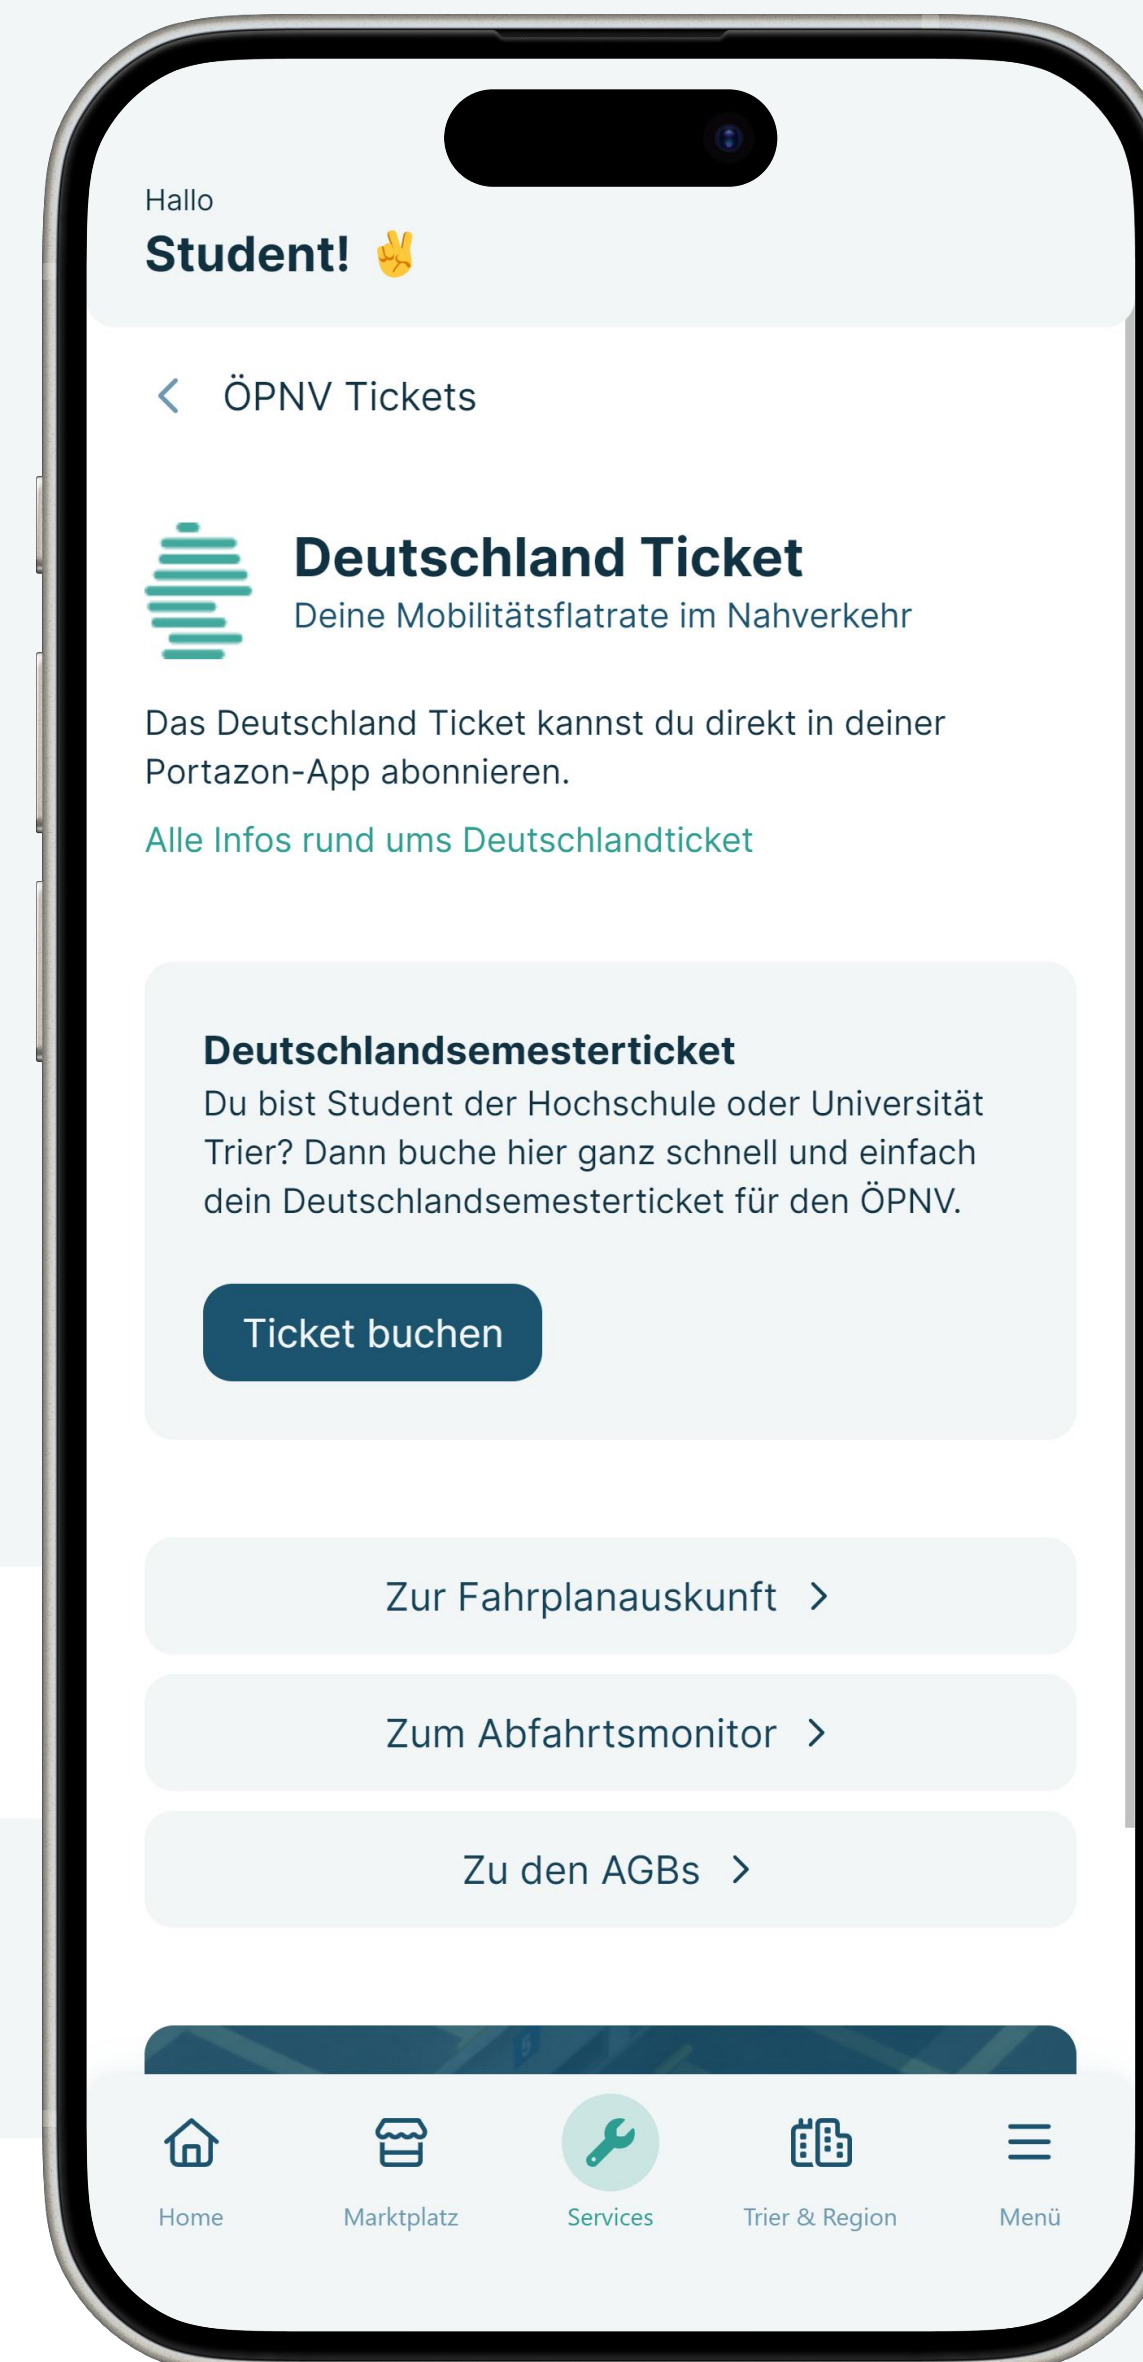 Hallo
Student! ✌
ÖPNV Tickets
Deutschland Ticket
Deine Mobilitätsflatrate im Nahverkehr
Das Deutschland Ticket kannst du direkt in deiner
Portazon-App abonnieren.
Alle Infos rund ums Deutschlandticket
Deutschlandsemesterticket
Du bist Student der Hochschule oder Universität
Trier? Dann buche hier ganz schnell und einfach
dein Deutschlandsemesterticket für den ÖPNV.
Ticket buchen
Zur Fahrplanauskunft
Zum Abfahrtsmonitor
Zu den AGBs
Home
Marktplatz
Services
Trier & Region
Menü